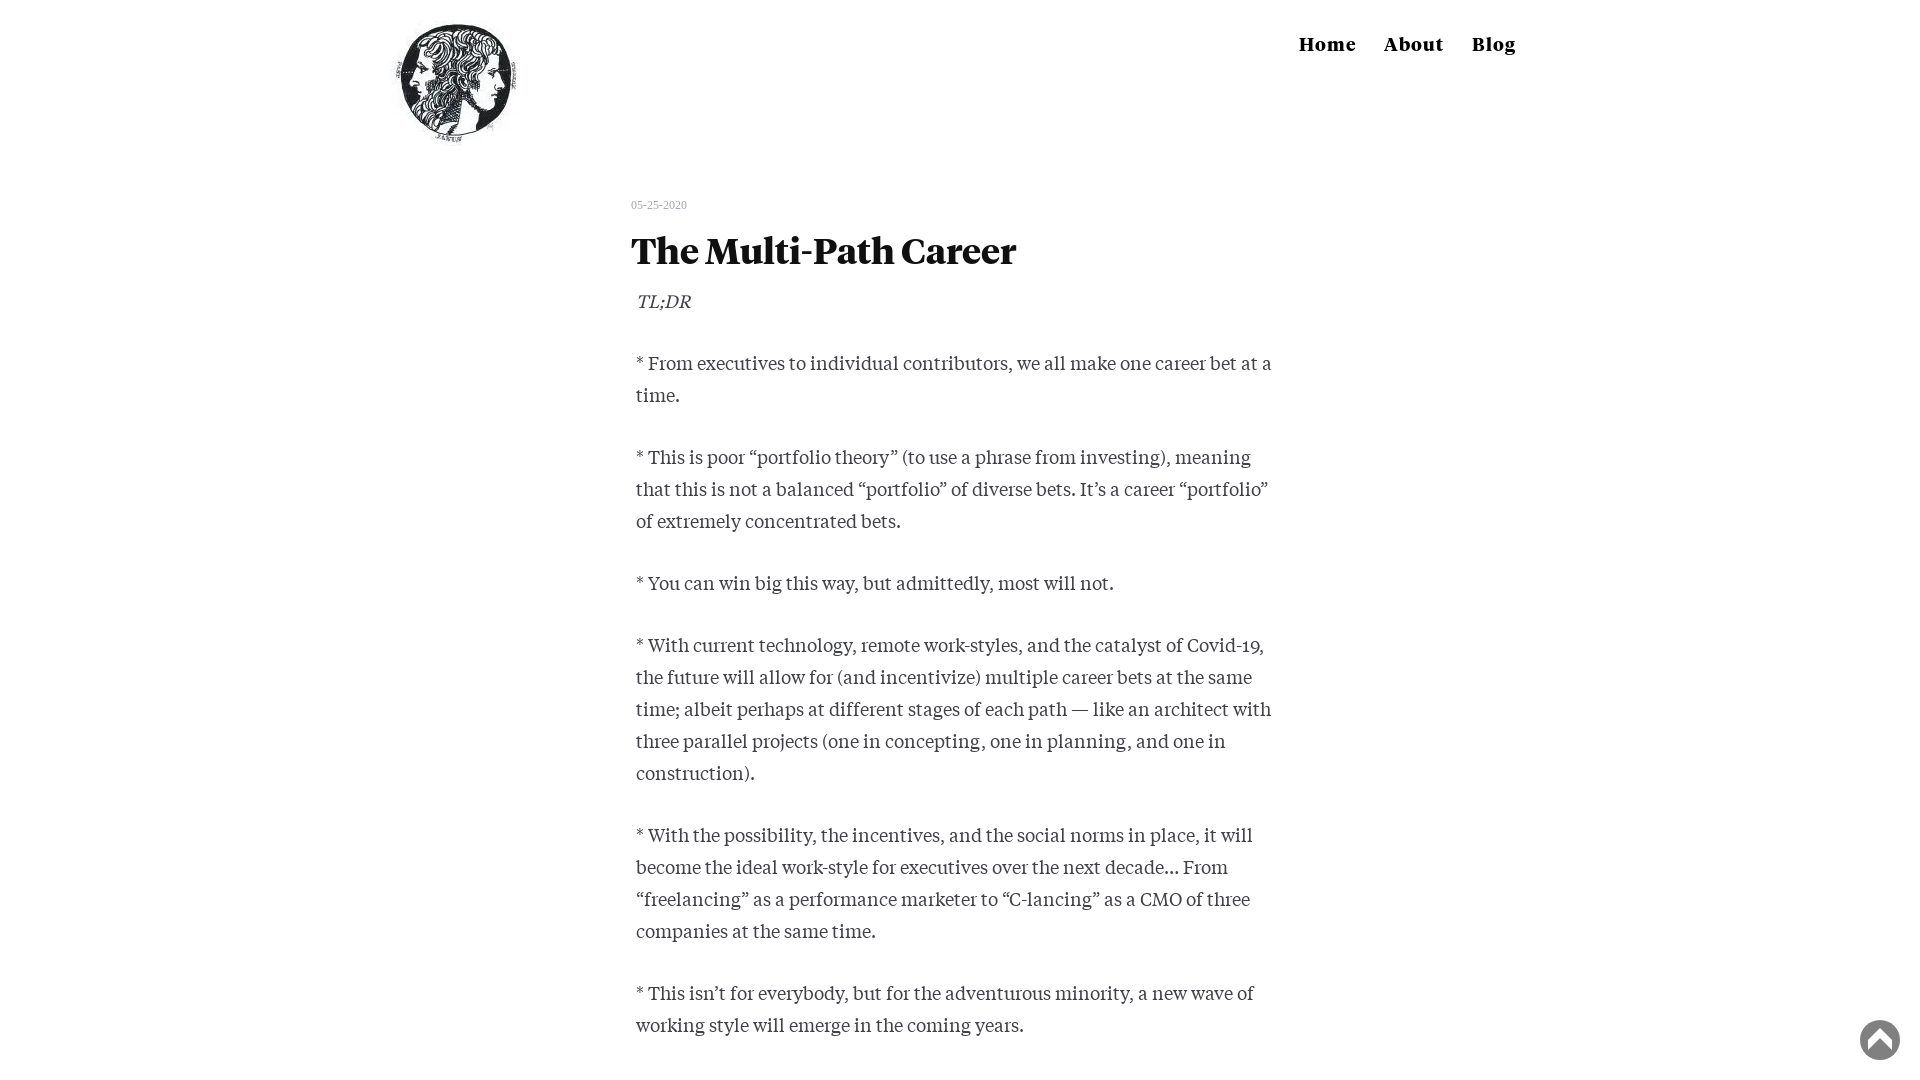 Home About Blog
05-25-2020
The Multi-Path Career
TL;DR
* From executives to individual contributors, we all make one career bet at a
time.
* This is poor “portfolio theory” (to use a phrase from investing), meaning
that this is not a balanced “portfolio” of diverse bets. It’s a career “portfolio”
of extremely concentrated bets.
* You can win big this way, but admittedly, most will not.
* With current technology, remote work-styles, and the catalyst of Covid-19,
the future will allow for (and incentivize) multiple career bets at the same
time; albeit perhaps at different stages of each path — like an architect with
three parallel projects (one in concepting, one in planning, and one in
construction).
* With the possibility, the incentives, and the social norms in place, it will
become the ideal work-style for executives over the next decade… From
“freelancing” as a performance marketer to “C-lancing” as a CMO of three
companies at the same time.
* This isn’t for everybody, but for the adventurous minority, a new wave of
working style will emerge in the coming years.